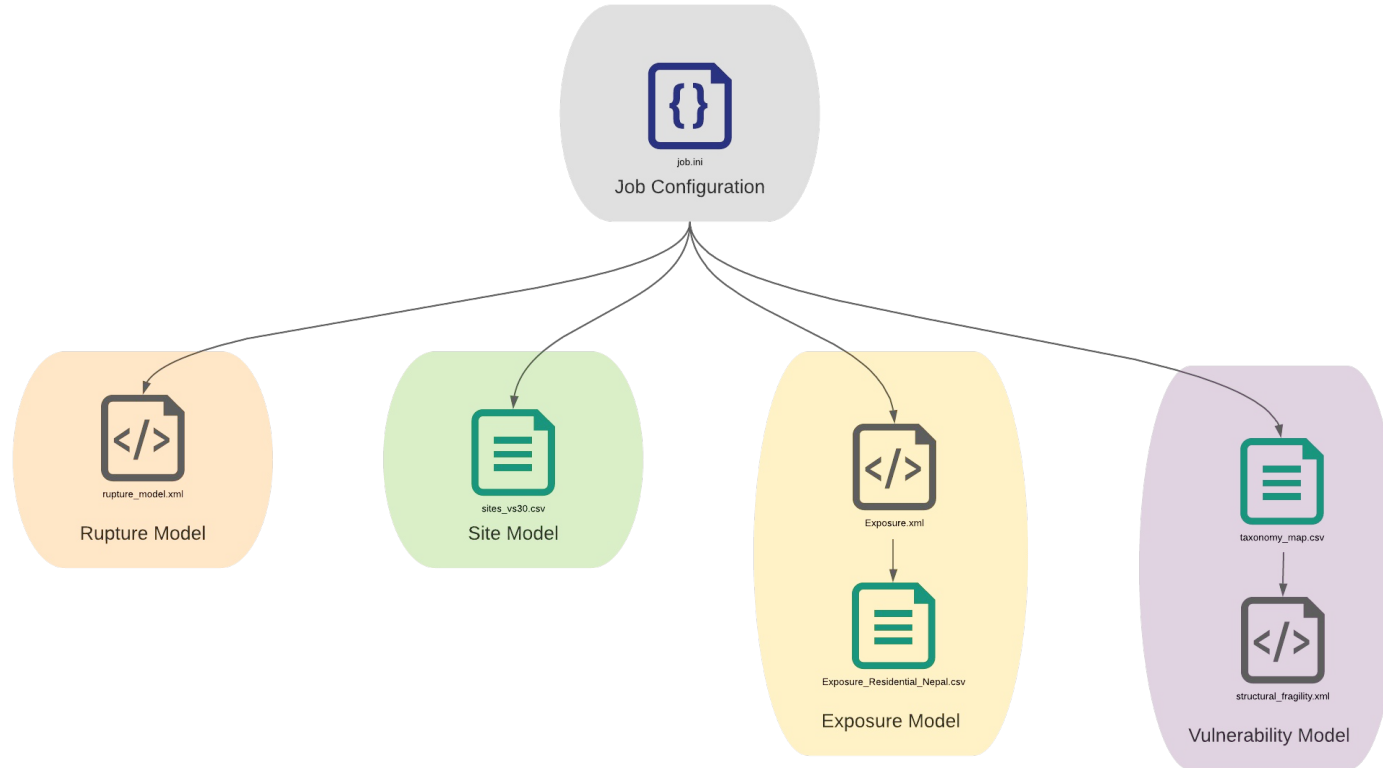 {}
job.ini
Job Configuration
</>
rupture_model.xml
Rupture Model
sites_vs30.csv
Site Model
</>
Exposure.xml
Exposure_Residential_Nepal.csv
Exposure Model
taxonomy_map.csv
</>
structural_fragility.xml
Vulnerability Model